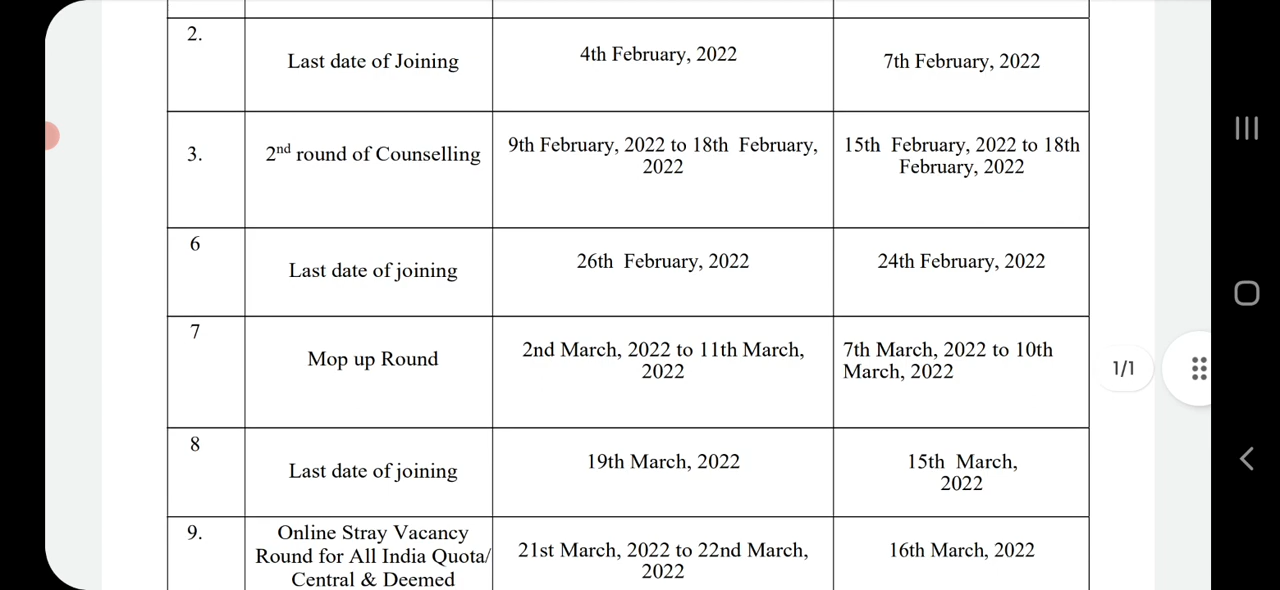 2.
Last date of Joining
4th February, 2022
7th February, 2022
3.
2nd round of Counselling
9th February, 2022 to 18th February,
2022
15th February, 2022 to 18th
February, 2022
6
Last date of joining
26th February, 2022
24th February, 2022
7
Mop up Round
2nd March, 2022 to 11th March,
2022
7th March, 2022 to 10th
March, 2022
8
Last date of joining
19th March, 2022
15th March,
2022
9.
Online Stray Vacancy
Round for All India Quota/
Central & Deemed
21st March, 2022 to 22nd March,
2022
16th March, 2022
1/1